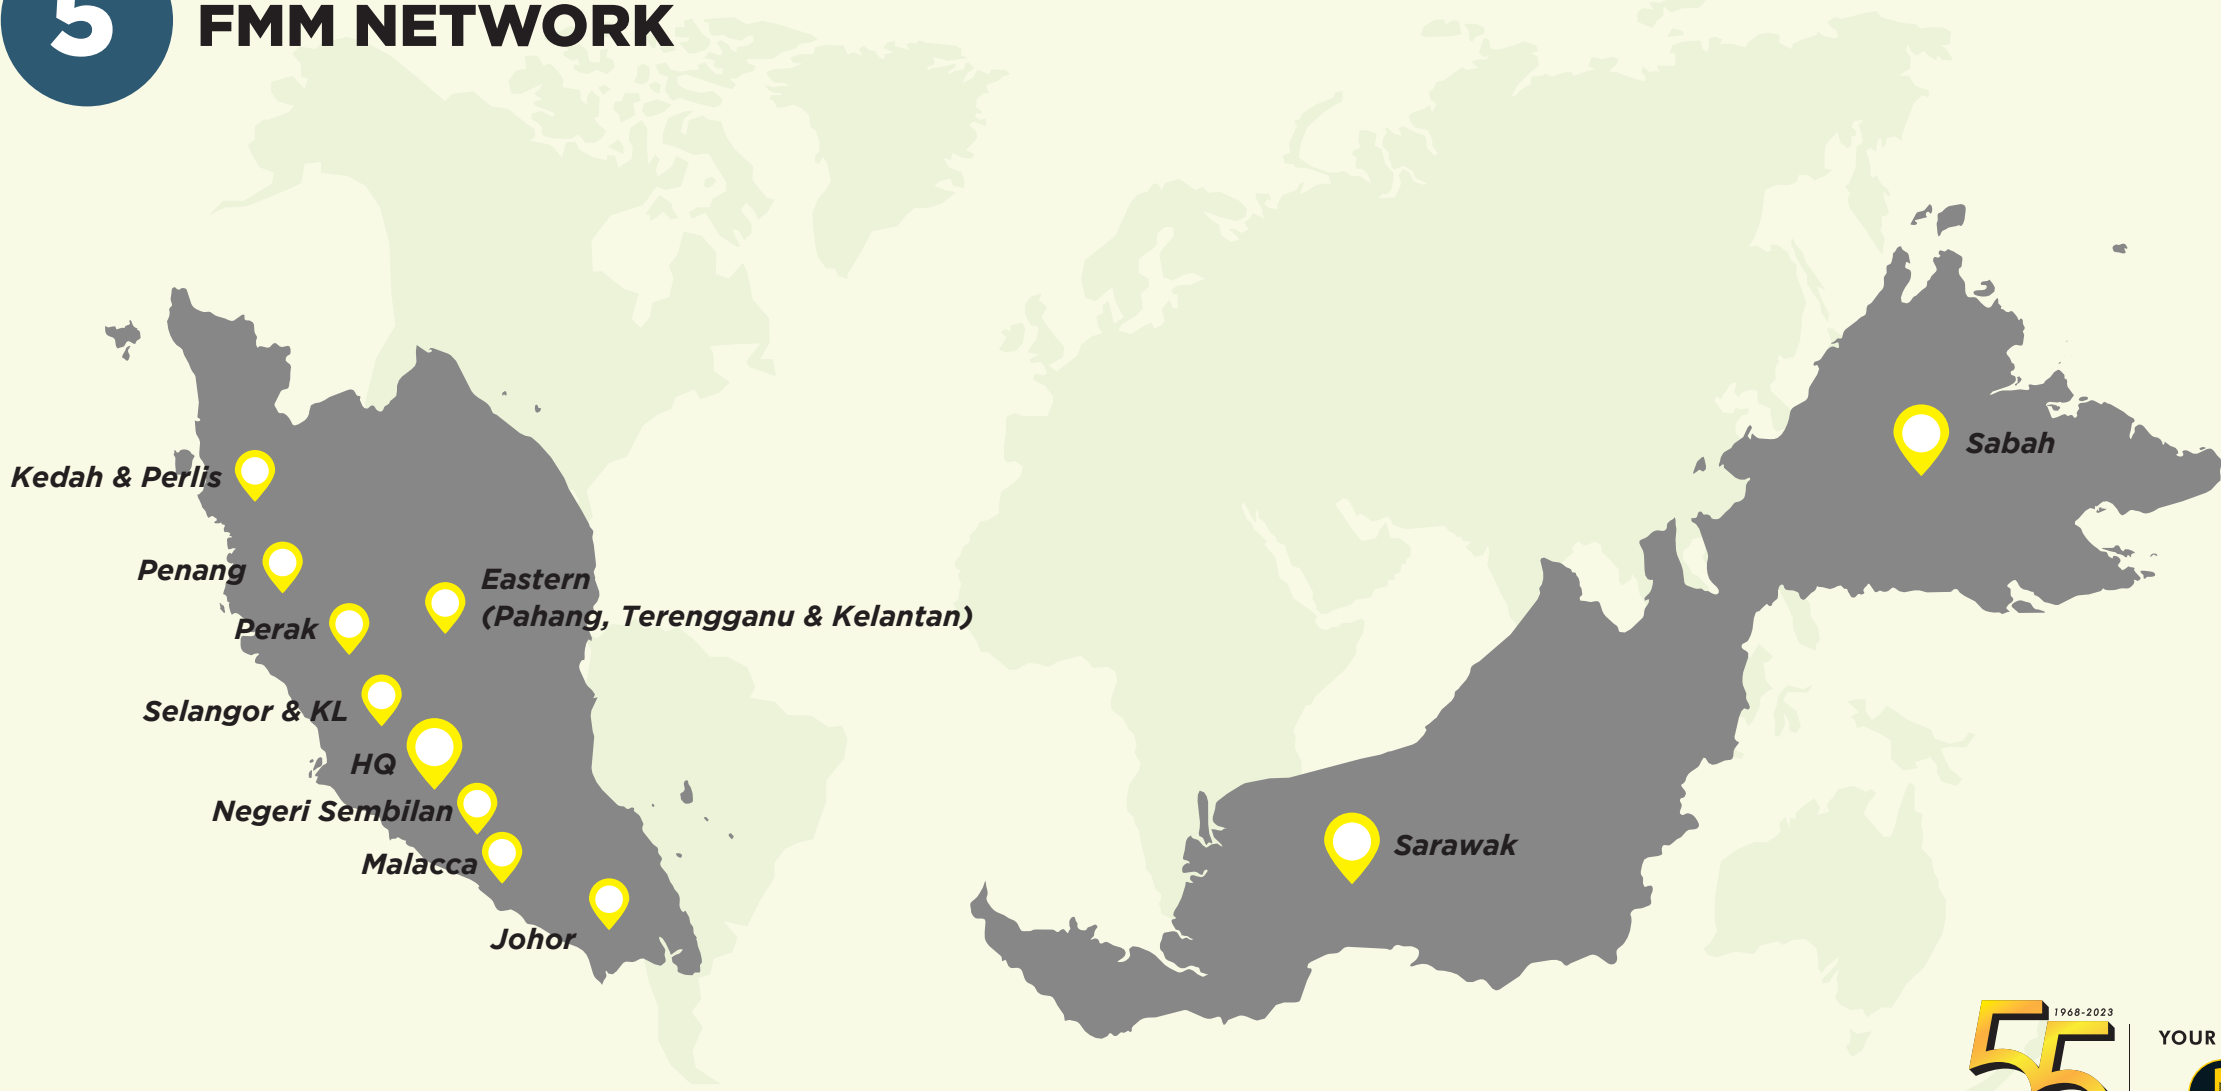 5
FMM NETWORK
Kedah & Perlis
Penang
Perak
Eastern
(Pahang, Terengganu & Kelantan)
Selangor & KL
HQ
Negeri Sembilan
Malacca
Johor
Sabah
Sarawak
55
1968-2023
YOUR